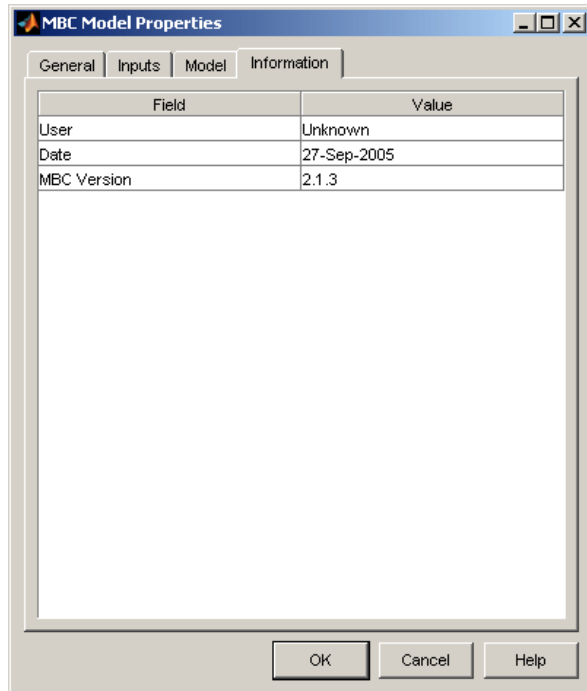 MBC Model Properties
General Inputs Model Information
Field Value
User Unknown
Date 27-Sep-2005
MBC Version 2.1.3
OK Cancel Help